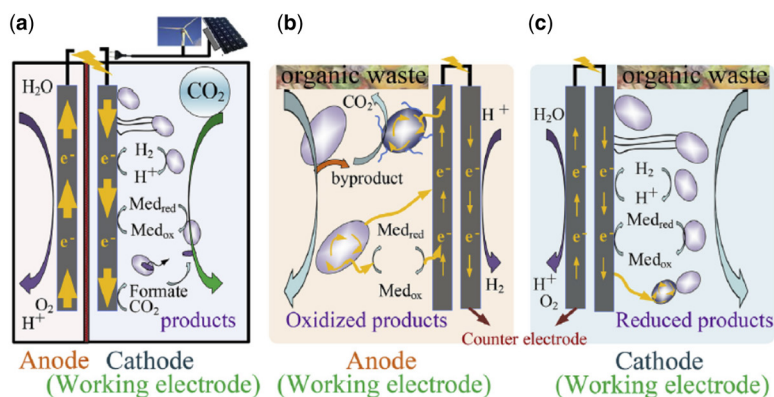 (a)
H2O
e-
e-
e-
e-
O2
H+
CO2
H2
H+
Medred
Medox
Formate
CO2
products
Anode
Cathode
(Working electrode)
(b)
organic waste
CO2
byproduct
Medred
Medox
e-
e-
e-
e-
H+
H2
Oxidized products
Counter electrode
Anode
(Working electrode)
(c)
organic waste
H2O
e-
e-
e-
e-
H+
O2
H2
H+
Medred
Medox
Reduced products
Cathode
(Working electrode)